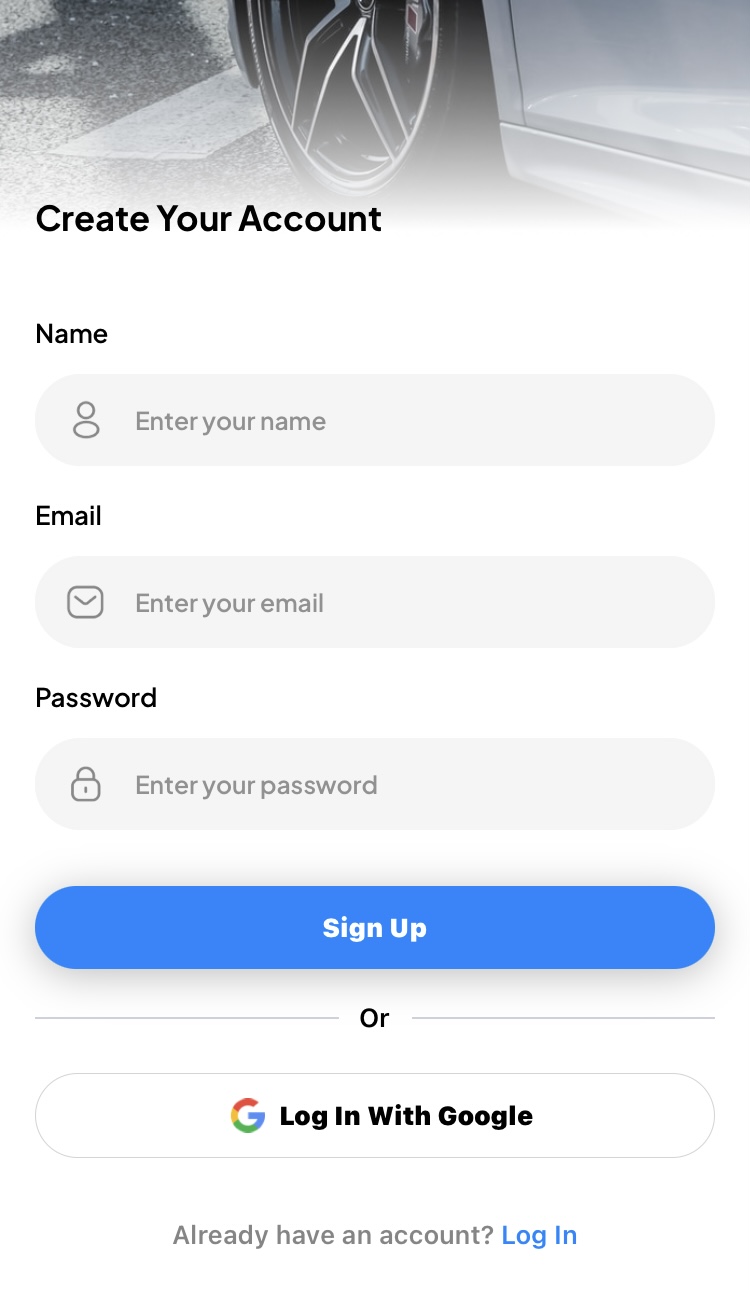 Create Your Account
Name
Enter your name
Email
Enter your email
Password
Enter your password
Sign Up
Or
Log In With Google
Already have an account? Log In